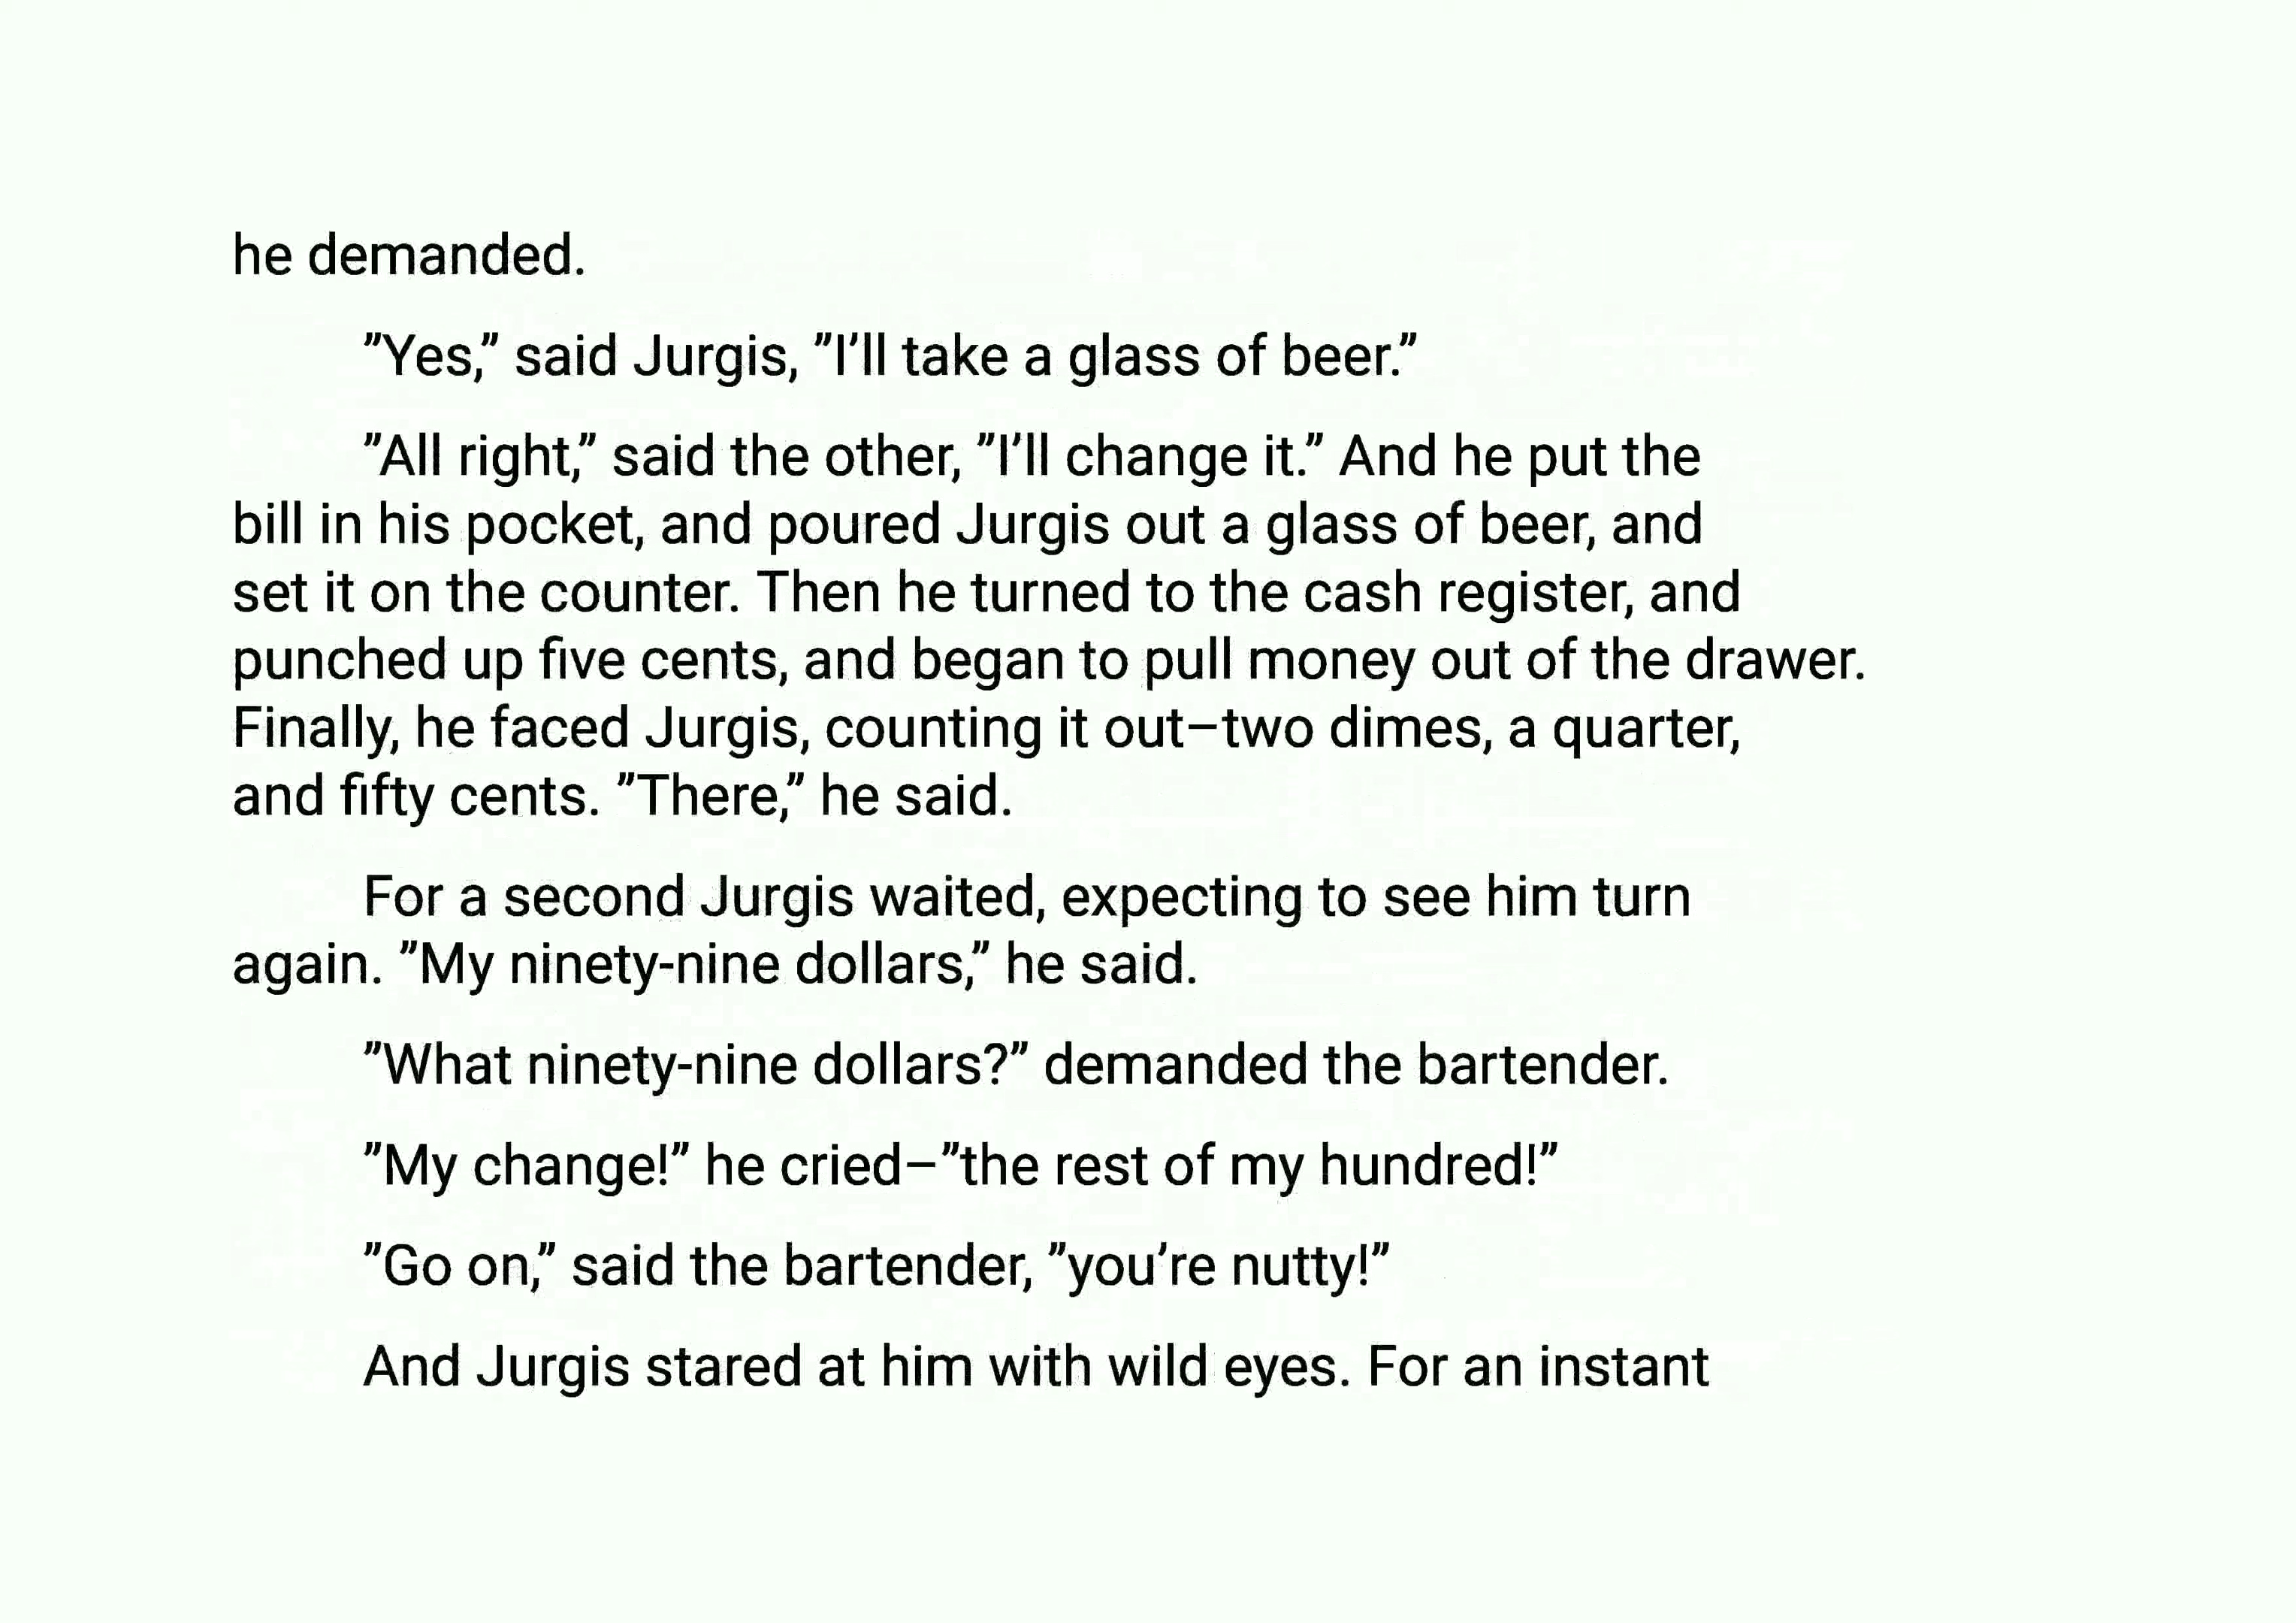 he demanded.
”Yes,” said Jurgis, ”I’ll take a glass of beer.”
”All right,” said the other, ”I’ll change it.” And he put the
bill in his pocket, and poured Jurgis out a glass of beer, and
set it on the counter. Then he turned to the cash register, and
punched up five cents, and began to pull money out of the drawer.
Finally, he faced Jurgis, counting it out–two dimes, a quarter,
and fifty cents. ”There,” he said.
For a second Jurgis waited, expecting to see him turn
again. ”My ninety-nine dollars,” he said.
”What ninety-nine dollars?” demanded the bartender.
”My change!” he cried–”the rest of my hundred!”
”Go on,” said the bartender, ”you’re nutty!”
And Jurgis stared at him with wild eyes. For an instant